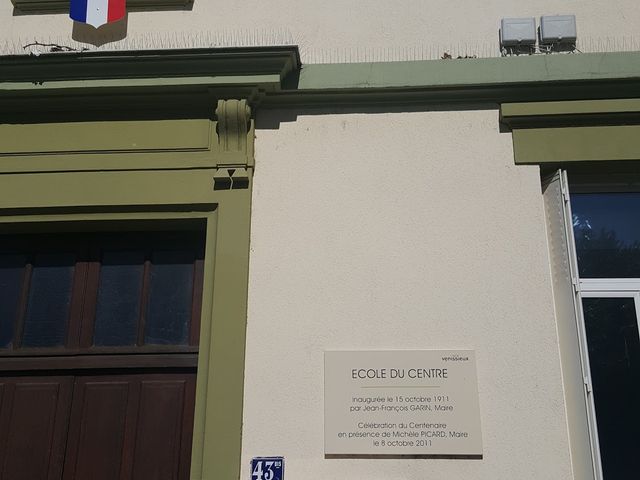 venissieux
ECOLE DU CENTRE
Inaugurée le 15 octobre 1911
par Jean-François GARIN, Maire
Célébration du Centenaire
en présence de Michèle PICARD, Maire
le 8 octobre 2011
43 BIS